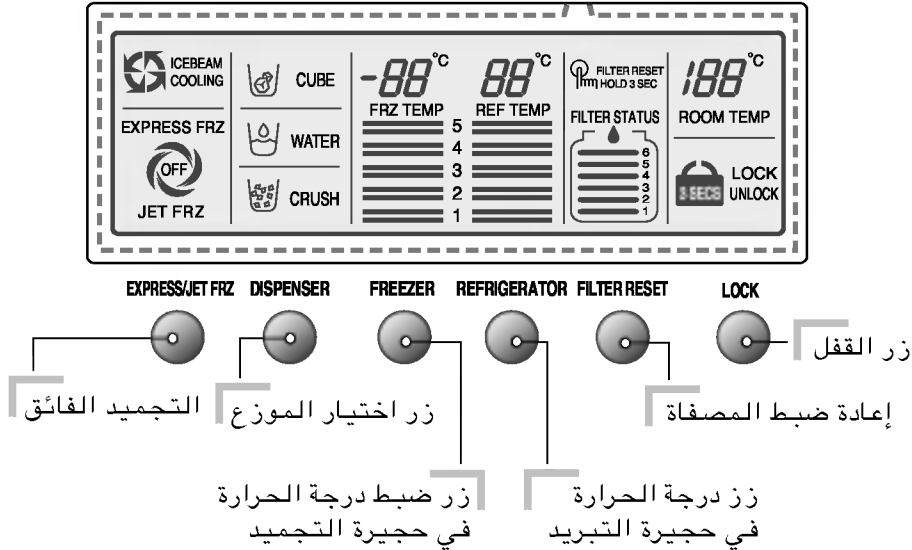 ICEBEAM
COOLING
EXPRESS FRZ
OFF
JET FRZ
CUBE
WATER
CRUSH
-88°C
FRZ TEMP
88°C
REF TEMP
5
4
3
2
1
FILTER RESET
HOLD 3 SEC
FILTER STATUS
6
5
4
3
2
1
188°C
ROOM TEMP
3 SECS
LOCK
UNLOCK
EXPRESS/JET FRZ DISPENSER FREEZER REFRIGERATOR FILTER RESET LOCK
زر القفل
إعادة ضبط المصفاة
زر اختيار الموزع
التجميد الفائق
زز درجة الحرارة
في حجيرة التبريد
زر ضبط درجة الحرارة
في حجيرة التجميد